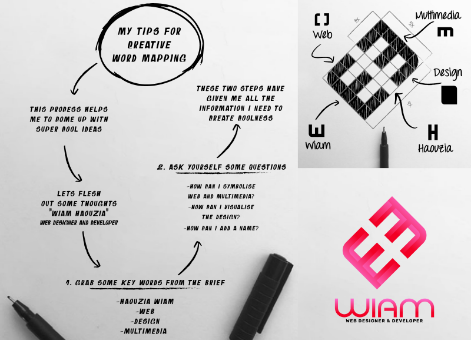 MY TIPS FOR
CREATIVE
WORD MAPPING
THIS PROCESS HELPS
ME TO COME UP WITH
SUPER COOL IDEAS
LETS FLESH
OUT SOME THOUGHTS
"WIAM HAOUZIA"
WEB DESIGNER AND DEVELOPER
1. GRAB SOME KEY WORDS FROM THE BRIEF
-HAOUZIA WIAM
-WEB
-DESIGN
-MULTIMEDIA
2. ASK YOURSELF SOME QUESTIONS
-HOW CAN I SYMBOLISE
WEB AND MULTIMEDIA?
-HOW CAN I VISUALISE
THE DESIGN?
-HOW CAN I ADD A NAME?
THESE TWO STEPS HAVE
GIVEN ME ALL THE
INFORMATION I NEED TO
CREATE COOLNESS
Web
Multimedia
m
Design
Wiam
H
Haouzia
WIAM
WEB DESIGNER & DEVELOPER